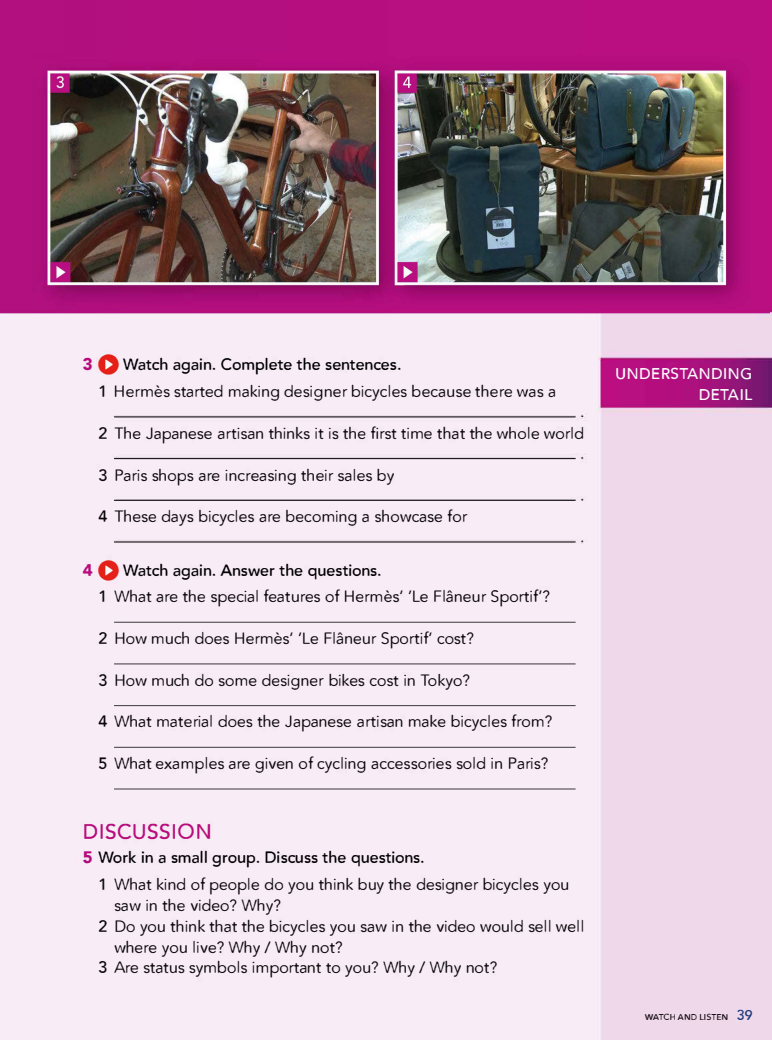 3
4
3 Watch again. Complete the sentences.
1 Hermès started making designer bicycles because there was a
.
2 The Japanese artisan thinks it is the first time that the whole world
.
3 Paris shops are increasing their sales by
.
4 These days bicycles are becoming a showcase for
.
UNDERSTANDING
DETAIL
4 Watch again. Answer the questions.
1 What are the special features of Hermès’ ‘Le Flâneur Sportif’?
2 How much does Hermès’ ‘Le Flâneur Sportif’ cost?
3 How much do some designer bikes cost in Tokyo?
4 What material does the Japanese artisan make bicycles from?
5 What examples are given of cycling accessories sold in Paris?
DISCUSSION
5 Work in a small group. Discuss the questions.
1 What kind of people do you think buy the designer bicycles you
saw in the video? Why?
2 Do you think that the bicycles you saw in the video would sell well
where you live? Why / Why not?
3 Are status symbols important to you? Why / Why not?
WATCH AND LISTEN 39